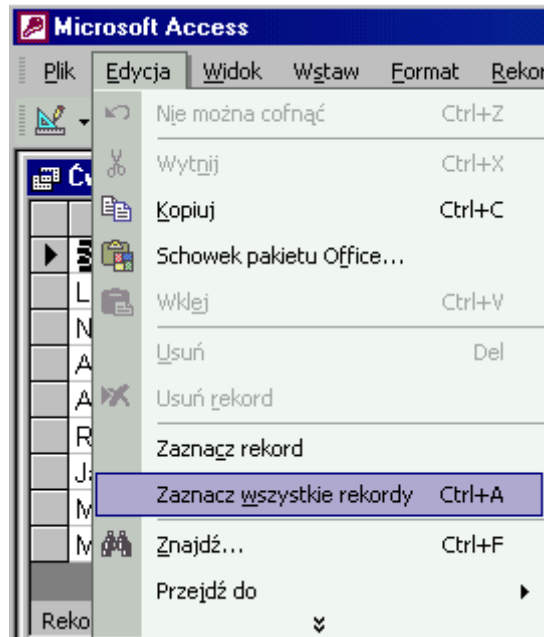 Microsoft Access
Plik Edycja Widok Wstaw Format Rekor
Nie można cofnąć Ctrl+Z
Wytnij Ctrl+X
Kopiuj Ctrl+C
Schowek pakietu Office...
Wklej Ctrl+V
Usuń Del
Usuń rekord
Zaznacz rekord
Zaznacz wszystkie rekordy Ctrl+A
Znajdź... Ctrl+F
Przejdź do
Reko